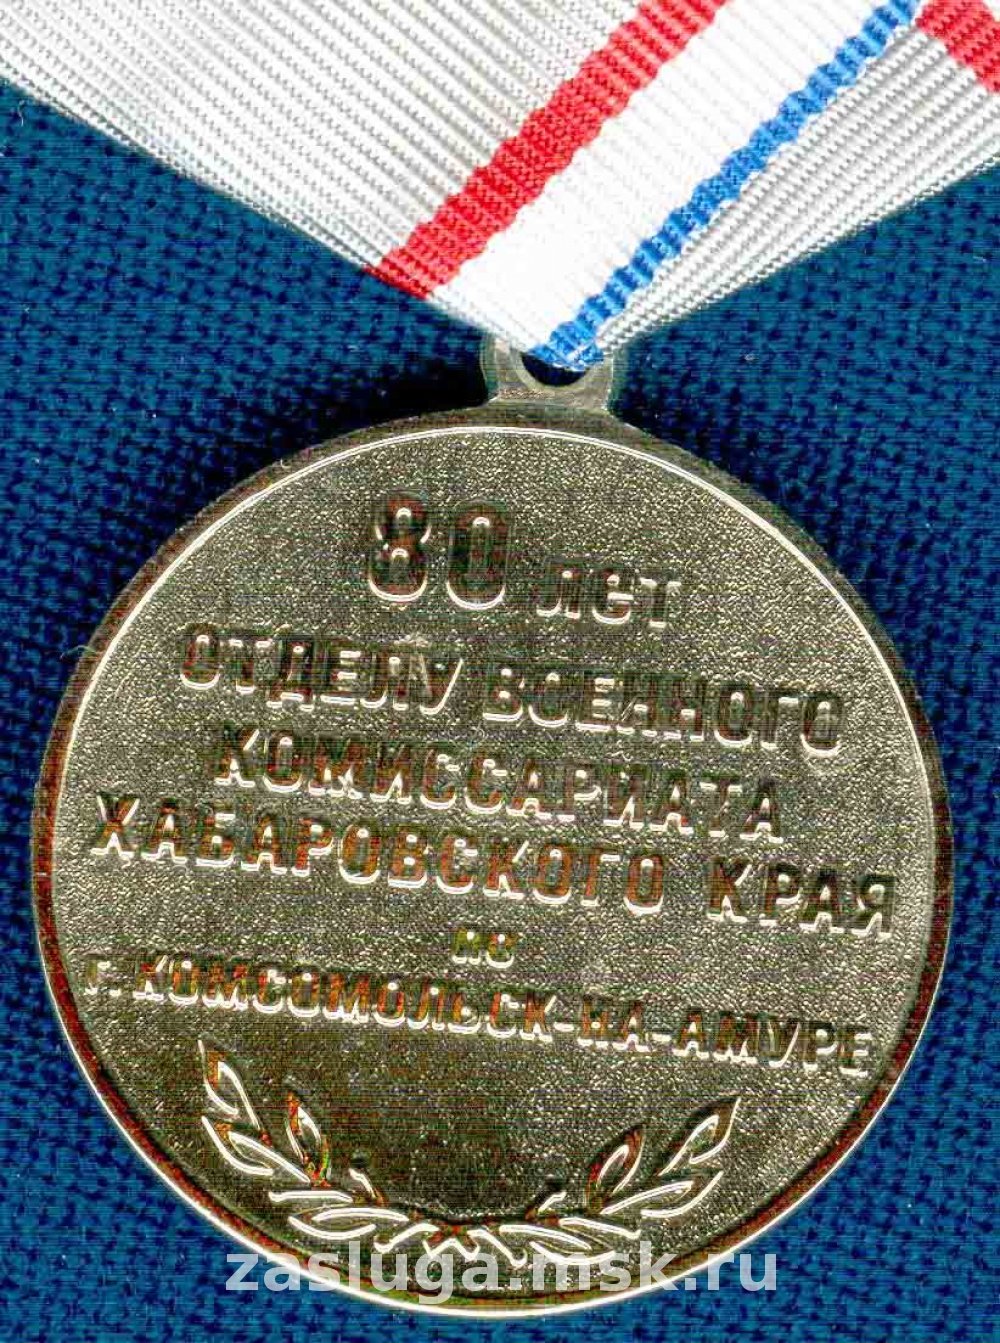 80 лет
ОТДЕЛУ ВОЕННОГО
КОМИССАРИАТА
ХАБАРОВСКОГО КРАЯ
по
г. КОМСОМОЛЬСК-НА-АМУРЕ
zasluga.msk.ru